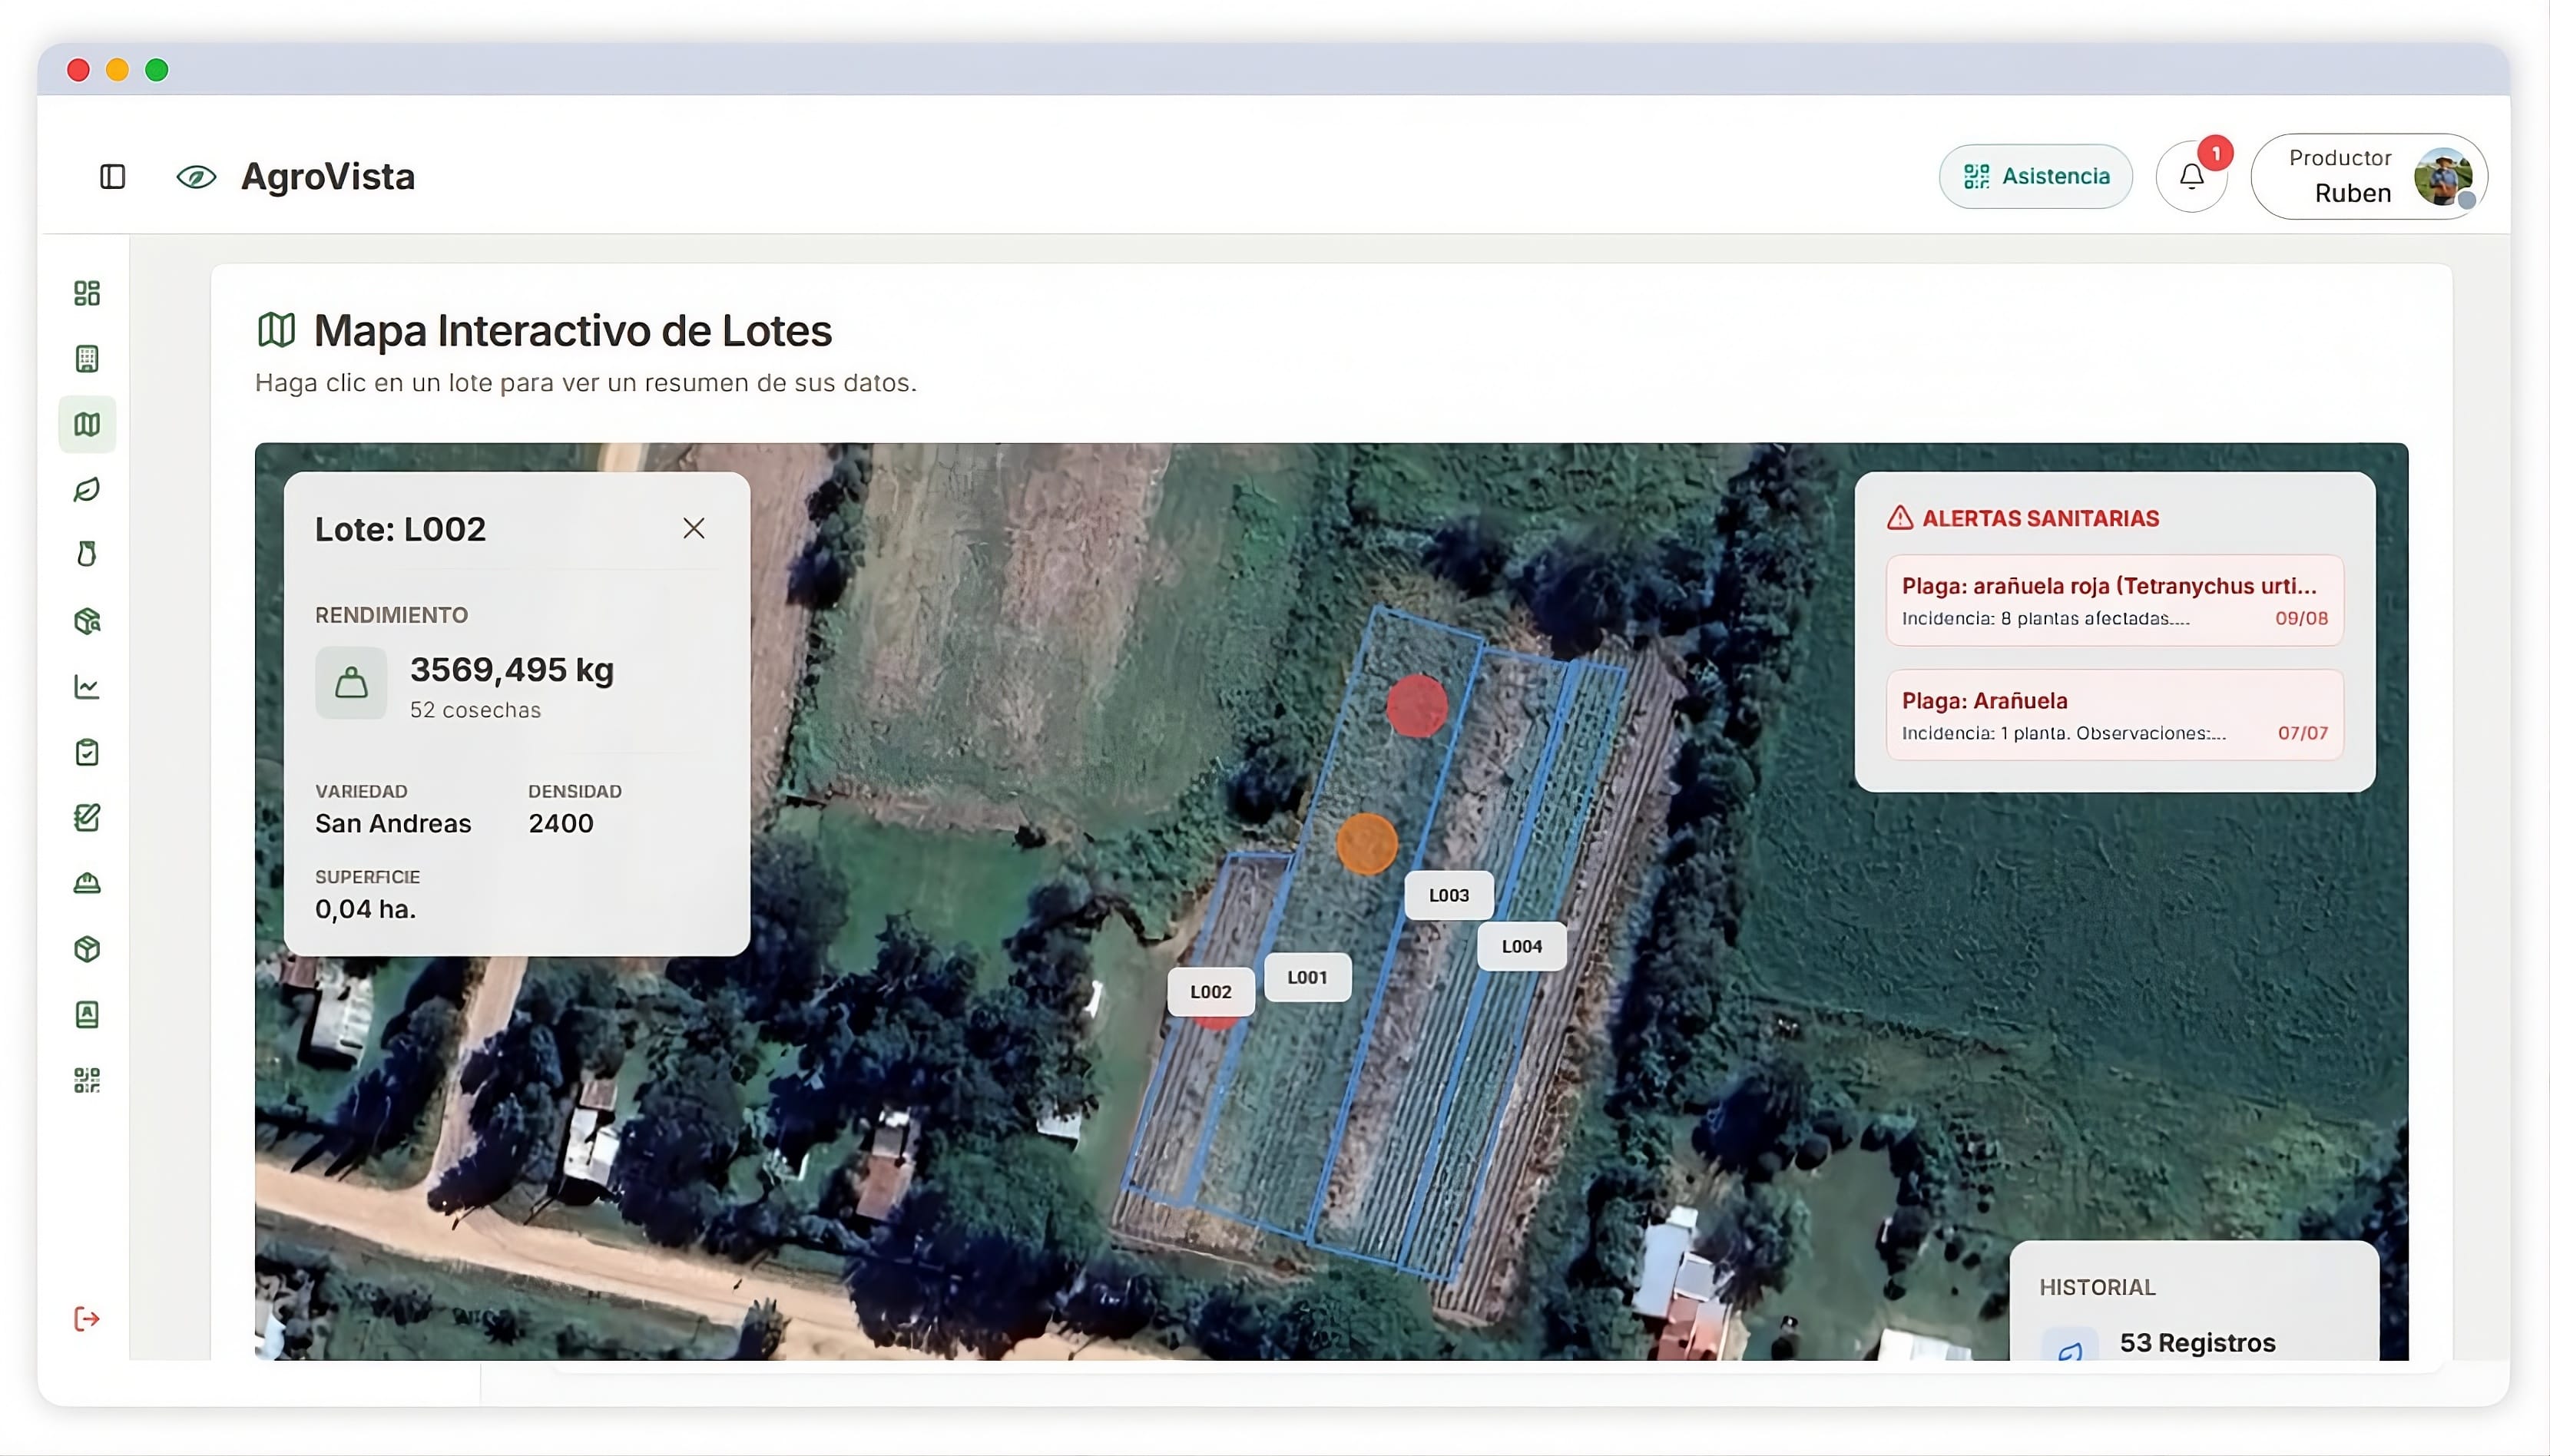 AgroVista
Asistencia
1
Productor
Ruben
Mapa Interactivo de Lotes
Haga clic en un lote para ver un resumen de sus datos.
Lote: L002
RENDIMIENTO
3569,495 kg
52 cosechas
VARIEDAD
San Andreas
DENSIDAD
2400
SUPERFICIE
0,04 ha.
L003
L004
L001
L002
ALERTAS SANITARIAS
Plaga: arañuela roja (Tetranychus urti...
Incidencia: 8 plantas afectadas....
09/08
Plaga: Arañuela
Incidencia: 1 planta. Observaciones:...
07/07
HISTORIAL
53 Registros